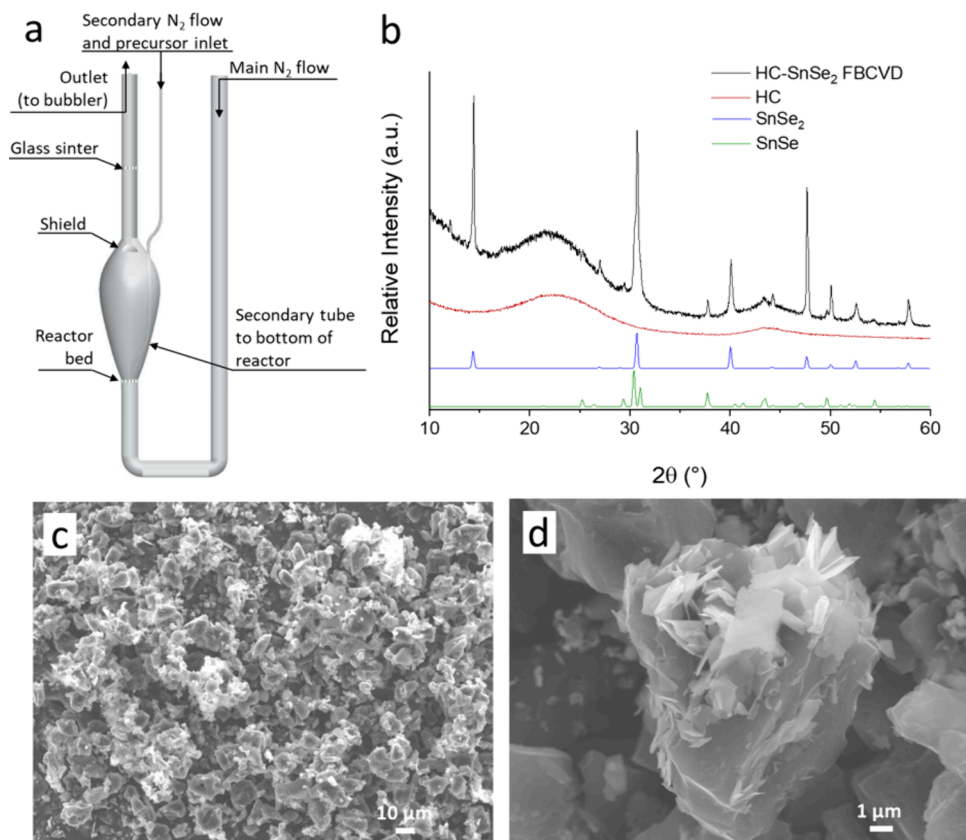 a
Secondary N₂ flow
and precursor inlet
Outlet
(to bubbler)
Main N₂ flow
Glass sinter
Shield
Reactor
bed
Secondary tube
to bottom of
reactor
b
Relative Intensity (a.u.)
HC-SnSe₂ FBCVD
HC
SnSe₂
SnSe
10 20 30 40 50 60
2θ (°)
c
10 µm
d
1 µm